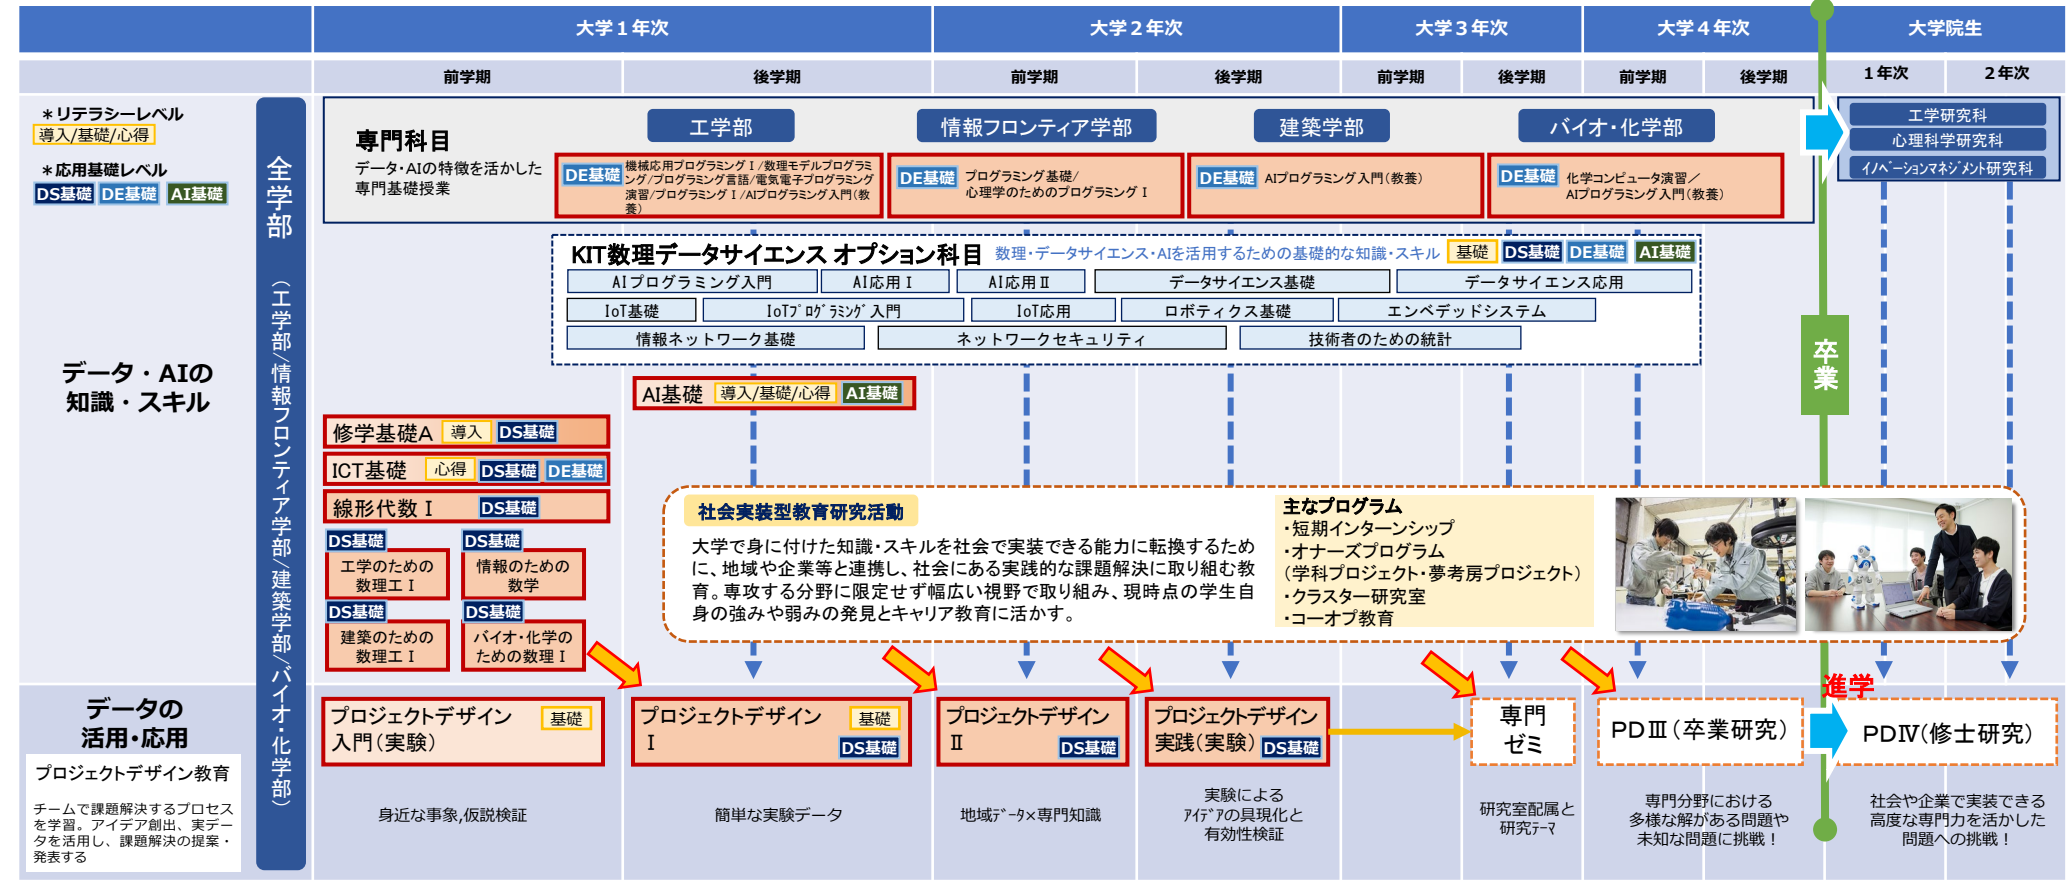 大学１年次
大学２年次
大学３年次
大学４年次
大学院生
前学期
後学期
前学期
後学期
前学期
後学期
前学期
後学期
１年次
２年次
＊リテラシーレベル
導入/基礎/心得
＊応用基礎レベル
DS基礎 DE基礎 AI基礎
データ・AIの
知識・スキル
全学部（工学部/情報フロンティア学部/建築学部/バイオ・化学部）
専門科目
データ・AIの特徴を活かした
専門基礎授業
工学部
情報フロンティア学部
建築学部
バイオ・化学部
DE基礎
機械応用プログラミングⅠ/数理モデルプログラミ
ング/プログラミング言語/電気電子プログラミング
演習/プログラミングⅠ/AIプログラミング入門(教
養)
DE基礎
プログラミング基礎/
心理学のためのプログラミングⅠ
DE基礎
AIプログラミング入門(教養)
DE基礎
化学コンピュータ演習／
AIプログラミング入門(教養)
工学研究科
心理科学研究科
ｲﾉﾍﾞｰｼｮﾝﾏﾈｼﾞﾒﾝﾄ研究科
KIT数理データサイエンス オプション科目
数理・データサイエンス・AIを活用するための基礎的な知識・スキル
基礎 DS基礎 DE基礎 AI基礎
AIプログラミング入門
AI応用Ⅰ
AI応用Ⅱ
データサイエンス基礎
データサイエンス応用
IoT基礎
IoTﾌﾟﾛｸﾞﾗﾐﾝｸﾞ入門
IoT応用
ロボティクス基礎
エンベデッドシステム
情報ネットワーク基礎
ネットワークセキュリティ
技術者のための統計
卒業
AI基礎 導入/基礎/心得 AI基礎
修学基礎A 導入 DS基礎
ICT基礎 心得 DS基礎 DE基礎
線形代数Ⅰ DS基礎
DS基礎
工学のための
数理工Ⅰ
DS基礎
情報のための
数学
DS基礎
建築のための
数理工Ⅰ
DS基礎
バイオ・化学の
ための数理Ⅰ
社会実装型教育研究活動
大学で身に付けた知識・スキルを社会で実装できる能力に転換するため
に、地域や企業等と連携し、社会にある実践的な課題解決に取り組む教
育。専攻する分野に限定せず幅広い視野で取り組み、現時点の学生自
身の強みや弱みの発見とキャリア教育に活かす。
主なプログラム
・短期インターンシップ
・オナーズプログラム
（学科プロジェクト・夢考房プロジェクト）
・クラスター研究室
・コーオプ教育
データの
活用・応用
プロジェクトデザイン教育
チームで課題解決するプロセス
を学習。アイデア創出、実デー
タを活用し、課題解決の提案・
発表する
プロジェクトデザイン
入門（実験）
基礎
プロジェクトデザイン
Ⅰ
基礎
DS基礎
プロジェクトデザイン
Ⅱ
DS基礎
プロジェクトデザイン
実践（実験）
DS基礎
専門
ゼミ
PDⅢ（卒業研究）
進学
PDⅣ(修士研究）
身近な事象,仮説検証
簡単な実験データ
地域ﾃﾞｰﾀ×専門知識
実験による
ｱｲﾃﾞｱの具現化と
有効性検証
研究室配属と
研究ﾃｰﾏ
専門分野における
多様な解がある問題や
未知な問題に挑戦！
社会や企業で実装できる
高度な専門力を活かした
問題への挑戦！